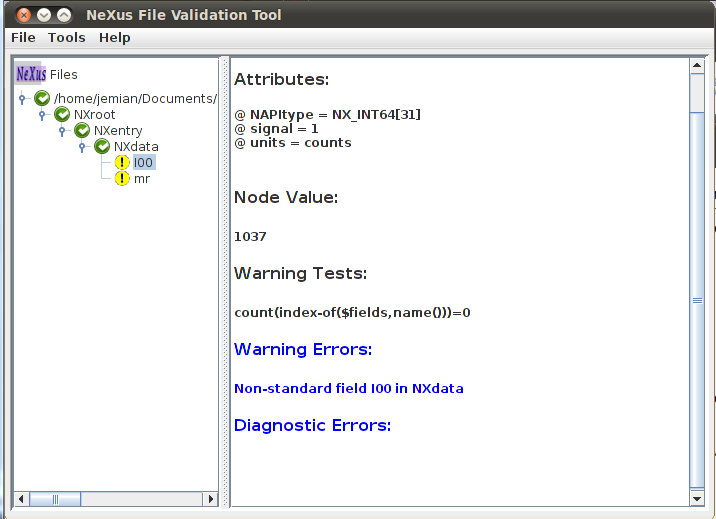 NeXus File Validation Tool
File Tools Help
NeXus Files
/home/jemian/Documents/
NXroot
NXentry
NXdata
I00
mr
Attributes:
@ NAPItype = NX_INT64[31]
@ signal = 1
@ units = counts
Node Value:
1037
Warning Tests:
count(index-of($fields,name()))=0
Warning Errors:
Non-standard field I00 in NXdata
Diagnostic Errors: